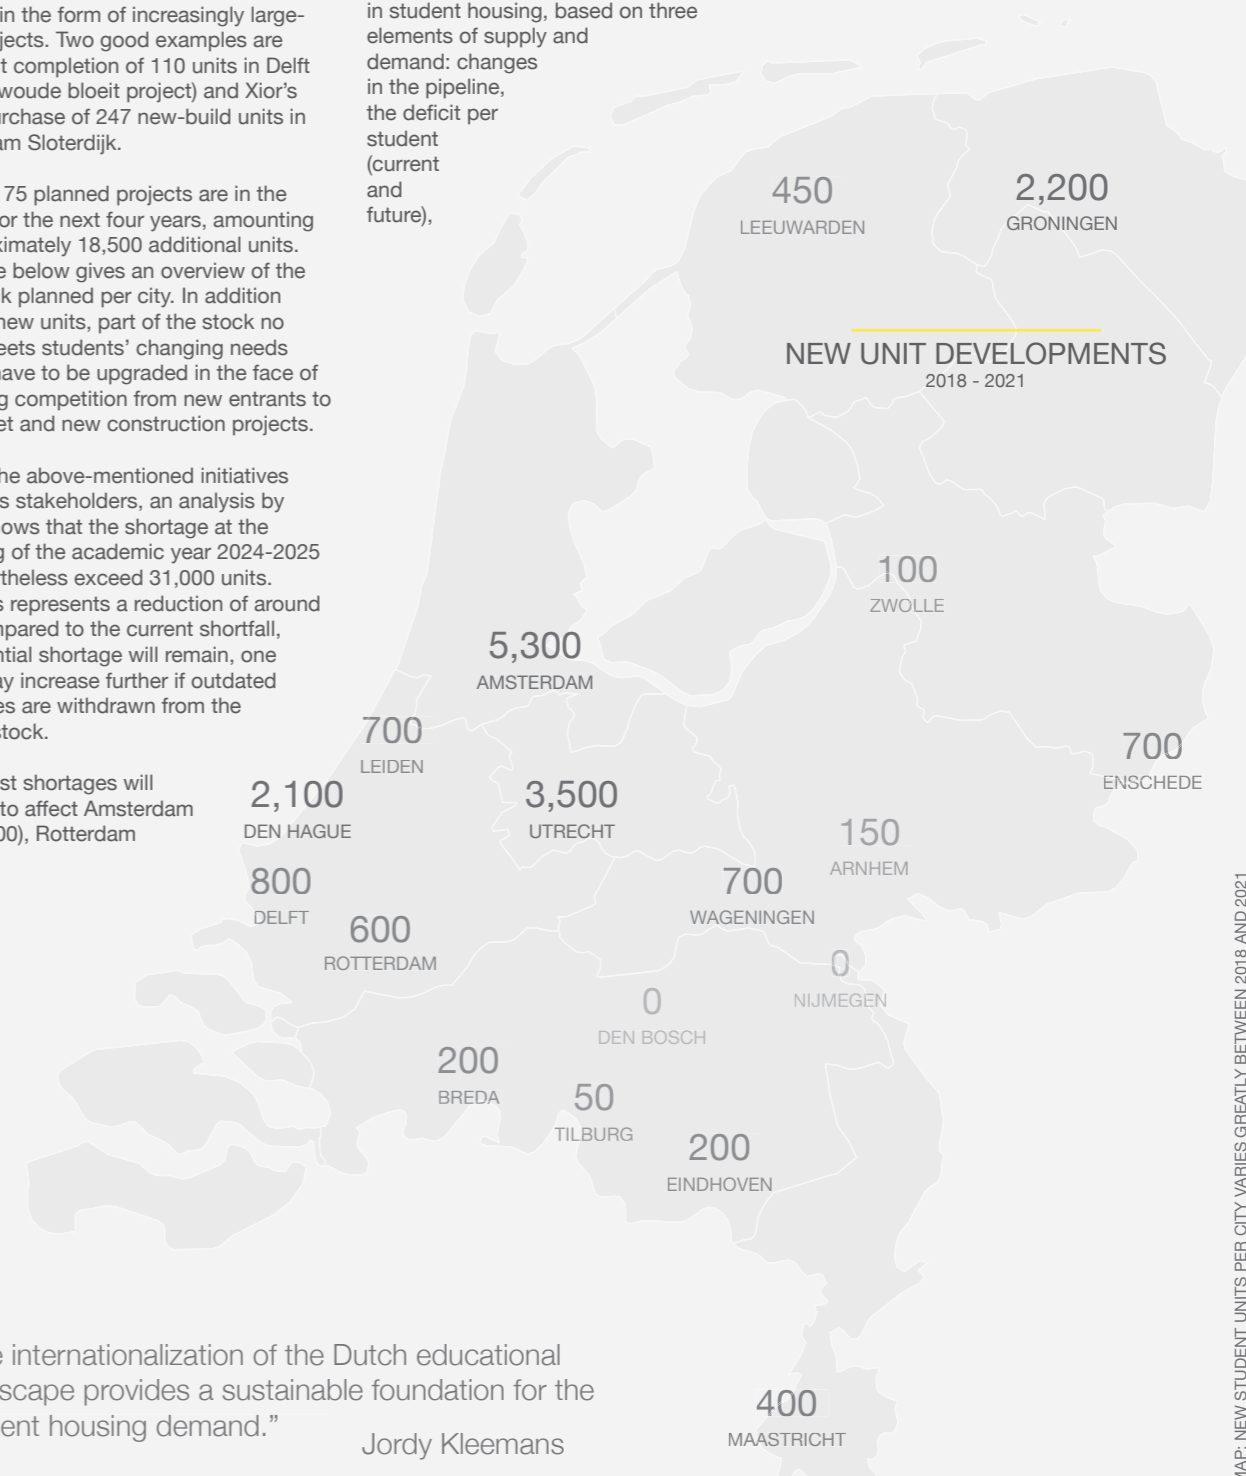 in the form of increasingly large-
jects. Two good examples are
t completion of 110 units in Delft
woude bloeit project) and Xior's
urchase of 247 new-build units in
am Sloterdijk.
75 planned projects are in the
or the next four years, amounting
ximately 18,500 additional units.
e below gives an overview of the
k planned per city. In addition
new units, part of the stock no
eets students' changing needs
have to be upgraded in the face of
g competition from new entrants to
et and new construction projects.
he above-mentioned initiatives
s stakeholders, an analysis by
hows that the shortage at the
g of the academic year 2024-2025
rtheless exceed 31,000 units.
s represents a reduction of around
mpared to the current shortfall,
ntial shortage will remain, one
ay increase further if outdated
es are withdrawn from the
stock.
st shortages will
to affect Amsterdam
00), Rotterdam
in student housing, based on three
elements of supply and
demand: changes
in the pipeline,
the deficit per
student
(current
and
future),
450
LEEUWARDEN
2,200
GRONINGEN
NEW UNIT DEVELOPMENTS
2018 - 2021
100
ZWOLLE
5,300
AMSTERDAM
700
LEIDEN
700
ENSCHEDE
2,100
DEN HAGUE
3,500
UTRECHT
150
ARNHEM
800
DELFT
700
WAGENINGEN
600
ROTTERDAM
0
NIJMEGEN
0
DEN BOSCH
200
BREDA
50
TILBURG
200
EINDHOVEN
400
MAASTRICHT
e internationalization of the Dutch educational
scape provides a sustainable foundation for the
ent housing demand.”
Jordy Kleemans
MAP: NEW STUDENT UNITS PER CITY VARIES GREATLY BETWEEN 2018 AND 2021